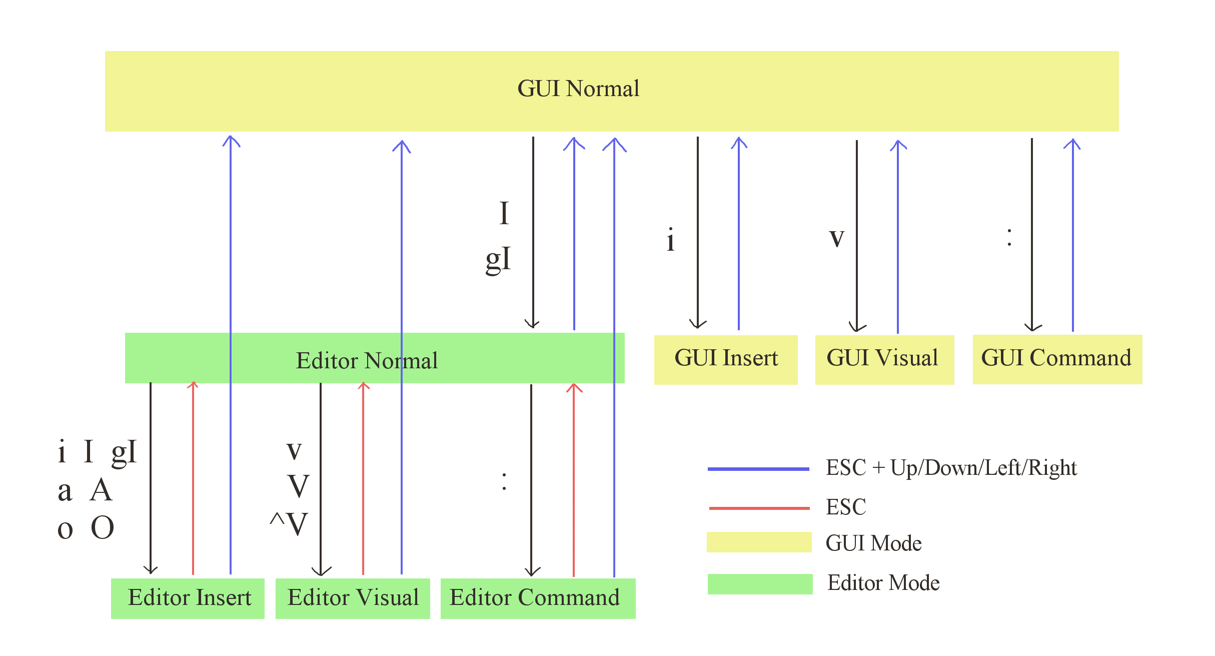 GUI Normal
I
gI
i
v
:
Editor Normal
GUI Insert
GUI Visual
GUI Command
i I gI
a A
o O
v
V
^V
:
Editor Insert
Editor Visual
Editor Command
ESC + Up/Down/Left/Right
ESC
GUI Mode
Editor Mode